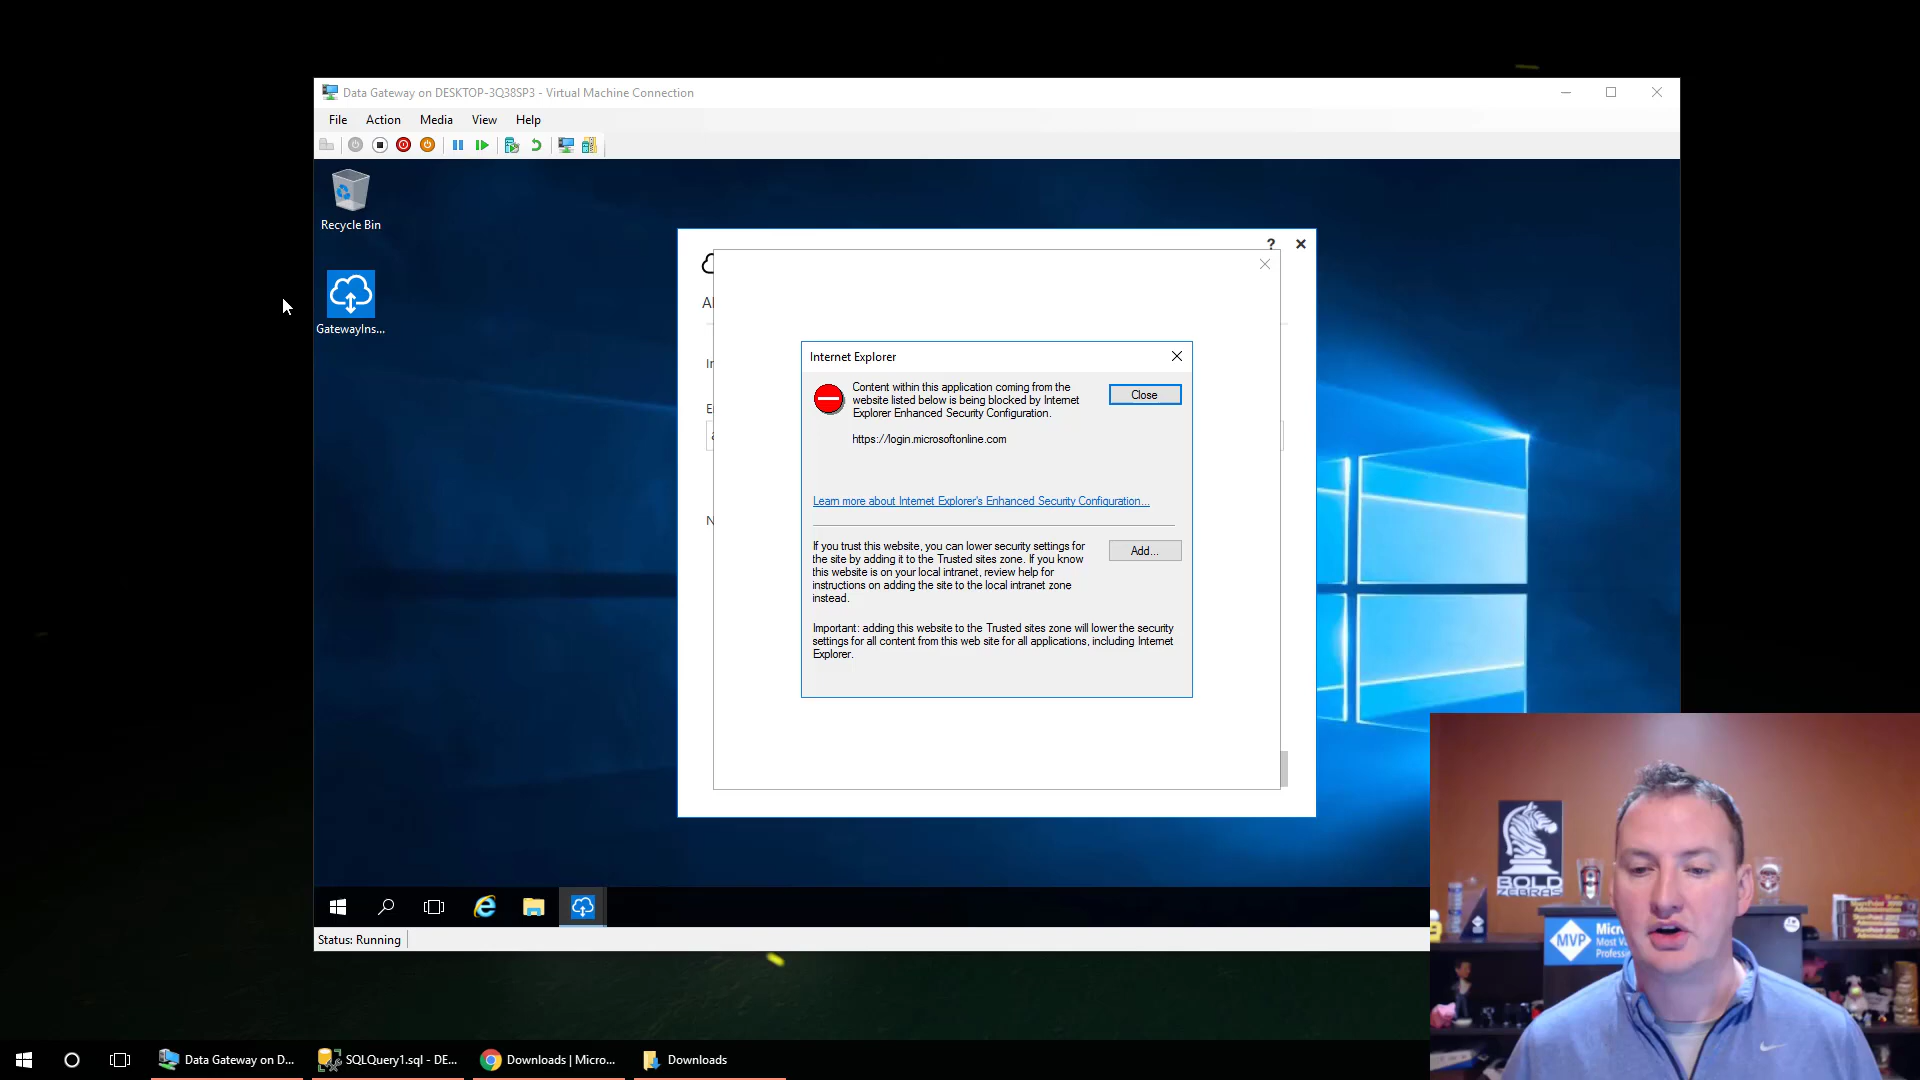 Data Gateway on DESKTOP-3Q38SP3 - Virtual Machine Connection
File Action Media View Help
Recycle Bin
GatewayIns...
?
Internet Explorer
Content within this application coming from the
website listed below is being blocked by Internet
Explorer Enhanced Security Configuration.
Close
https://login.microsoftonline.com
Learn more about Internet Explorer's Enhanced Security Configuration...
If you trust this website, you can lower security settings for
the site by adding it to the Trusted sites zone. If you know
this website is on your local intranet, review help for
instructions on adding the site to the local intranet zone
instead.
Add...
Important: adding this website to the Trusted sites zone will lower the security
settings for all content from this web site for all applications, including Internet
Explorer.
Status: Running
BOLD
ZEBRAS
MVP
Micr
Most Va
Professi
Data Gateway on D...
SQLQuery1.sql - DE...
Downloads | Micro...
Downloads